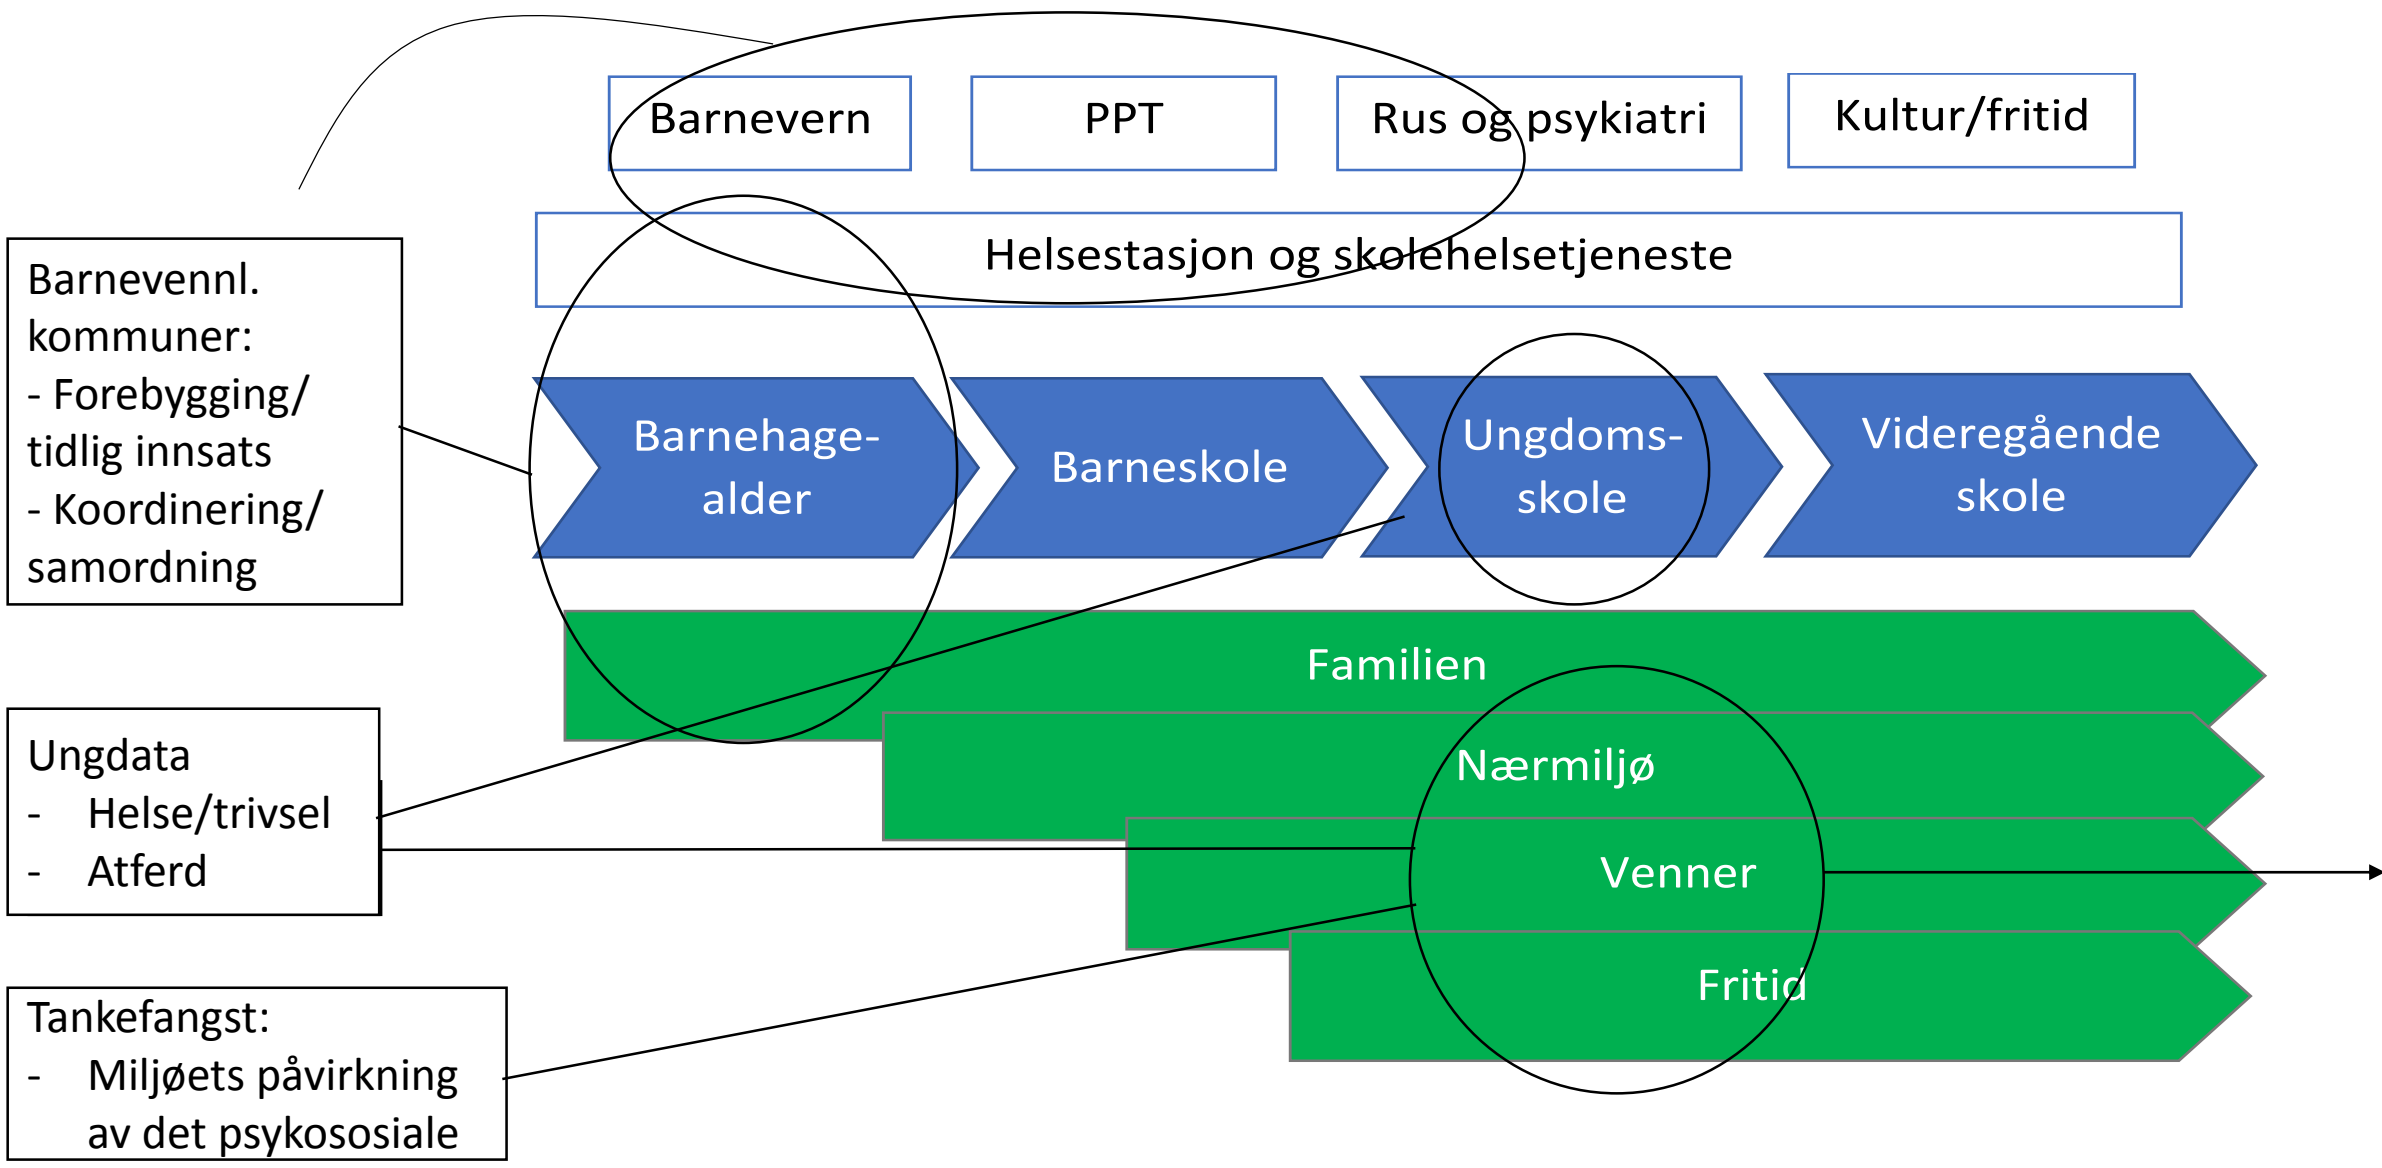 Barnevern
PPT
Rus og psykiatri
Kultur/fritid
Helsestasjon og skolehelsetjeneste
Barnevennl.
kommuner:
- Forebygging/
tidlig innsats
- Koordinering/
samordning
Barnehage-
alder
Barneskole
Ungdoms-
skole
Videregående
skole
Familien
Nærmiljø
Venner
Fritid
Ungdata
- Helse/trivsel
- Atferd
Tankefangst:
- Miljøets påvirkning
av det psykososiale